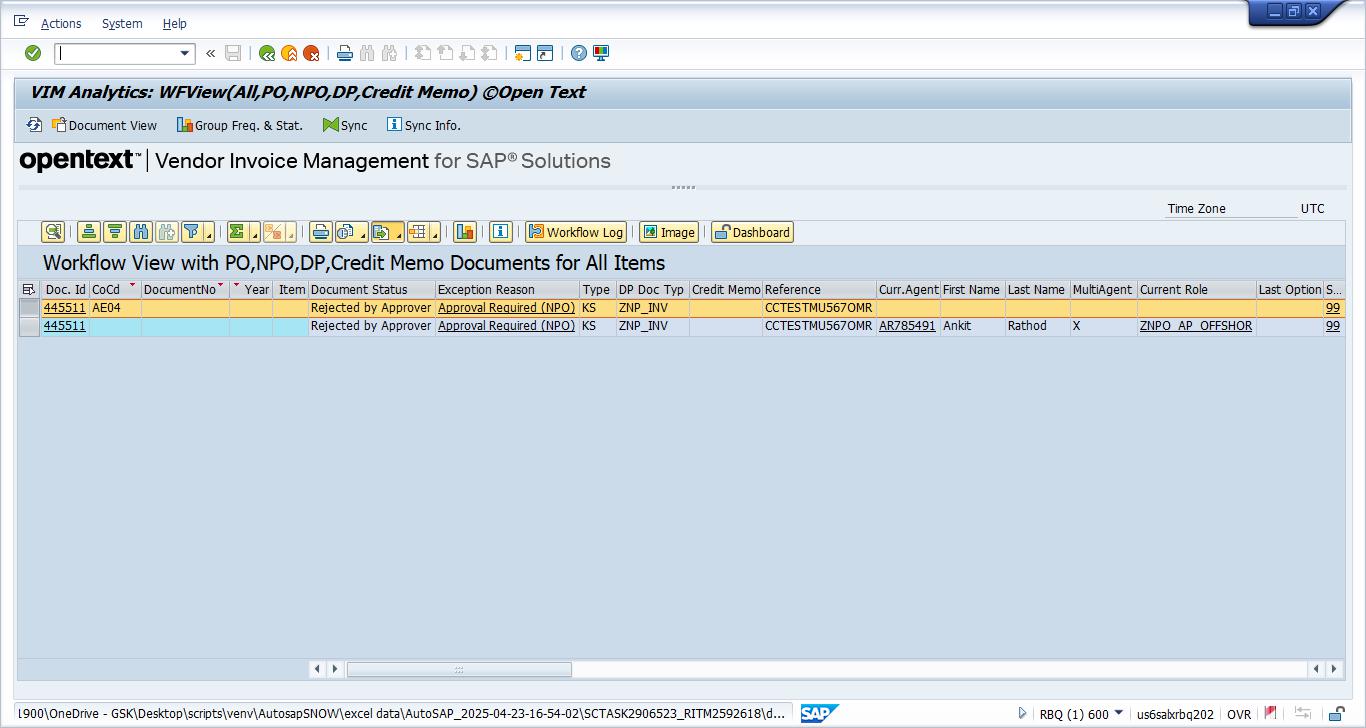 Actions System Help
VIM Analytics: WFView(All,PO,NPO,DP,Credit Memo) ©Open Text
Document View Group Freq. & Stat. Sync Sync Info.
opentext™ | Vendor Invoice Management for SAP® Solutions
Time Zone UTC
Workflow Log Image Dashboard
Workflow View with PO,NPO,DP,Credit Memo Documents for All Items
Doc. Id CoCd DocumentNo Year Item Document Status Exception Reason Type DP Doc Typ Credit Memo Reference Curr.Agent First Name Last Name MultiAgent Current Role Last Option S...
445511 AE04 Rejected by Approver Approval Required (NPO) KS ZNP_INV CCTESTMU567OMR 99
445511 Rejected by Approver Approval Required (NPO) KS ZNP_INV CCTESTMU567OMR AR785491 Ankit Rathod X ZNPO_AP_OFFSHOR 99
1900\OneDrive - GSK\Desktop\scripts\venv\AutosapSNOW\excel data\AutoSAP_2025-04-23-16-54-02\SCTASK2906523_RITM2592618\d... SAP RBQ (1) 600 us6salxrbq202 OVR